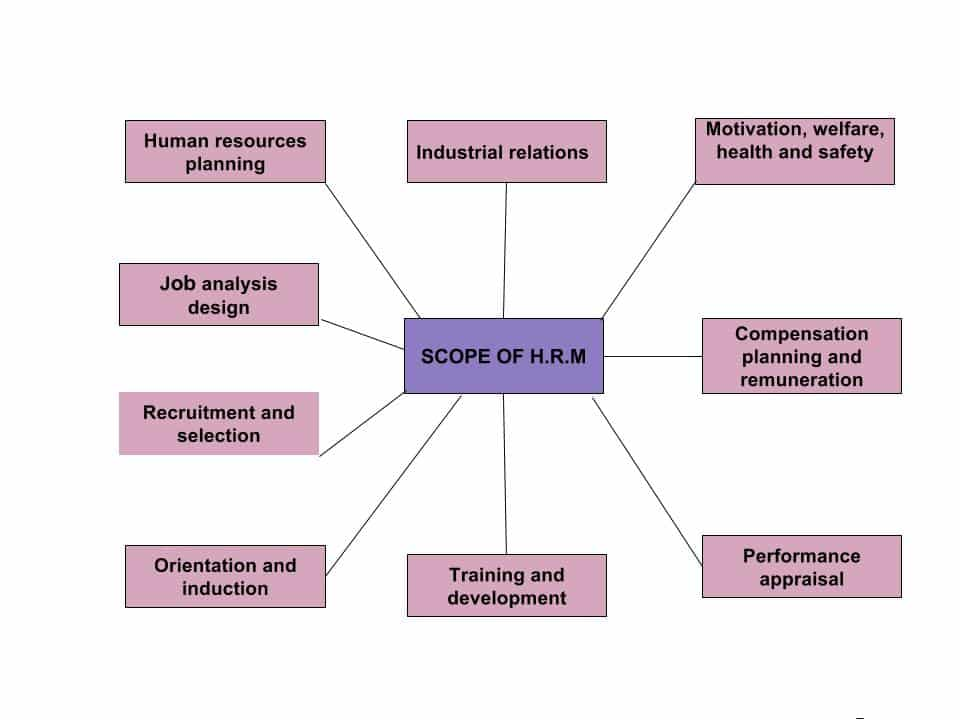 Human resources
planning
Industrial relations
Motivation, welfare,
health and safety
Job analysis
design
SCOPE OF H.R.M
Compensation
planning and
remuneration
Recruitment and
selection
Orientation and
induction
Training and
development
Performance
appraisal